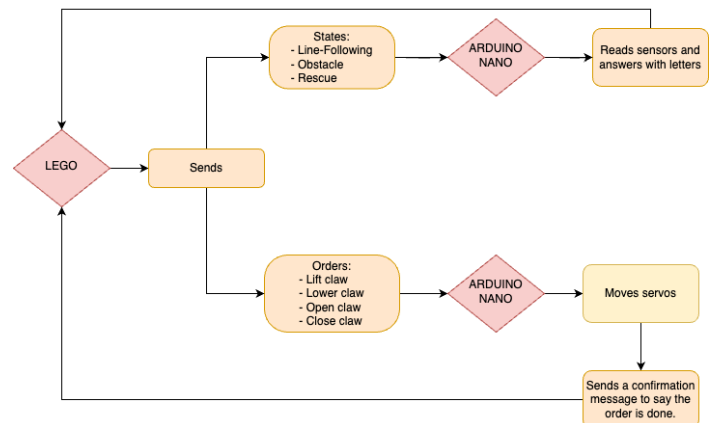 States:
- Line-Following
- Obstacle
- Rescue
ARDUINO
NANO
Reads sensors and
answers with letters
LEGO
Sends
Orders:
- Lift claw
- Lower claw
- Open claw
- Close claw
ARDUINO
NANO
Moves servos
Sends a confirmation
message to say the
order is done.